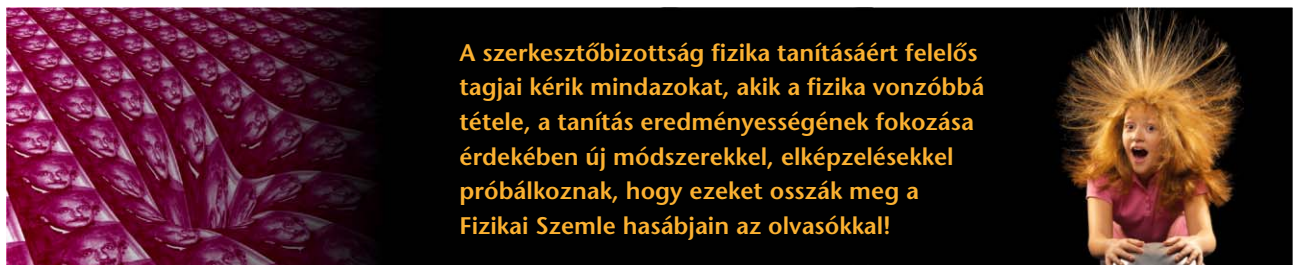 A szerkesztőbizottság fizika tanításáért felelős
tagjai kérik mindazokat, akik a fizika vonzóbbá
tétele, a tanítás eredményességének fokozása
érdekében új módszerekkel, elképzelésekkel
próbálkoznak, hogy ezeket osszák meg a
Fizikai Szemle hasábjain az olvasókkal!